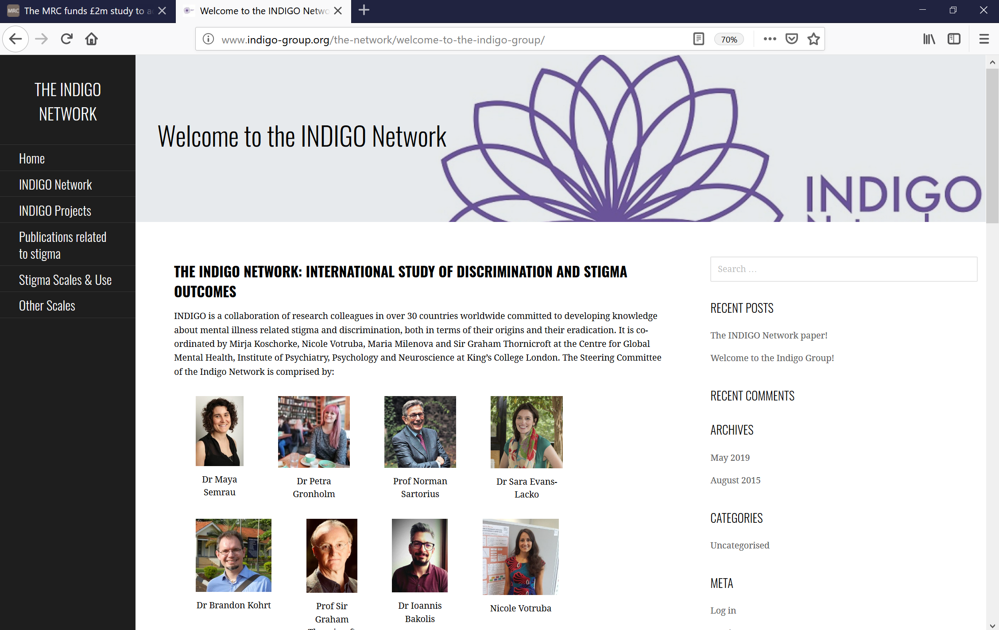 The MRC funds £2m study to a
Welcome to the INDIGO Netwo
www.indigo-group.org/the-network/welcome-to-the-indigo-group/
70%
THE INDIGO
NETWORK
Home
INDIGO Network
INDIGO Projects
Publications related
to stigma
Stigma Scales & Use
Other Scales
Welcome to the INDIGO Network
INDIGO
THE INDIGO NETWORK: INTERNATIONAL STUDY OF DISCRIMINATION AND STIGMA
OUTCOMES
INDIGO is a collaboration of research colleagues in over 30 countries worldwide committed to developing knowledge
about mental illness related stigma and discrimination, both in terms of their origins and their eradication. It is co-
ordinated by Mirja Koschorke, Nicole Votruba, Maria Milenova and Sir Graham Thornicroft at the Centre for Global
Mental Health, Institute of Psychiatry, Psychology and Neuroscience at King’s College London. The Steering Committee
of the Indigo Network is comprised by:
Dr Maya
Semrau
Dr Petra
Gronholm
Prof Norman
Sartorius
Dr Sara Evans-
Lacko
Dr Brandon Kohrt
Prof Sir
Graham
Dr Ioannis
Bakolis
Nicole Votruba
Search …
RECENT POSTS
The INDIGO Network paper!
Welcome to the Indigo Group!
RECENT COMMENTS
ARCHIVES
May 2019
August 2015
CATEGORIES
Uncategorised
META
Log in